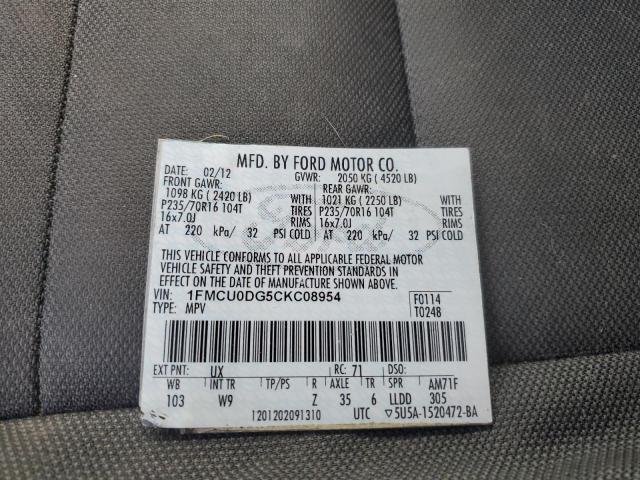 MFD. BY FORD MOTOR CO.
DATE: 02/12 GVWR: 2050 KG ( 4520 LB)
FRONT GAWR: REAR GAWR:
1098 KG ( 2420 LB) WITH 1021 KG ( 2250 LB) WITH
P235/70R16 104T TIRES P235/70R16 104T TIRES
16x7.0J RIMS 16x7.0J RIMS
AT 220 kPa/ 32 PSI COLD AT 220 kPa/ 32 PSI COLD
THIS VEHICLE CONFORMS TO ALL APPLICABLE FEDERAL MOTOR
VEHICLE SAFETY AND THEFT PREVENTION STANDARDS IN
EFFECT ON THE DATE OF MANUFACTURE SHOWN ABOVE.
VIN: 1FMCU0DG5CKC08954 F0114
TYPE: MPV T0248
EXT PNT: UX RC: 71 DSO:
WB INT TR TP/PS R AXLE TR SPR AM71F
103 W9 Z 35 6 LLDD 305
1201202091310 UTC ▽5U5A-1520472-BA